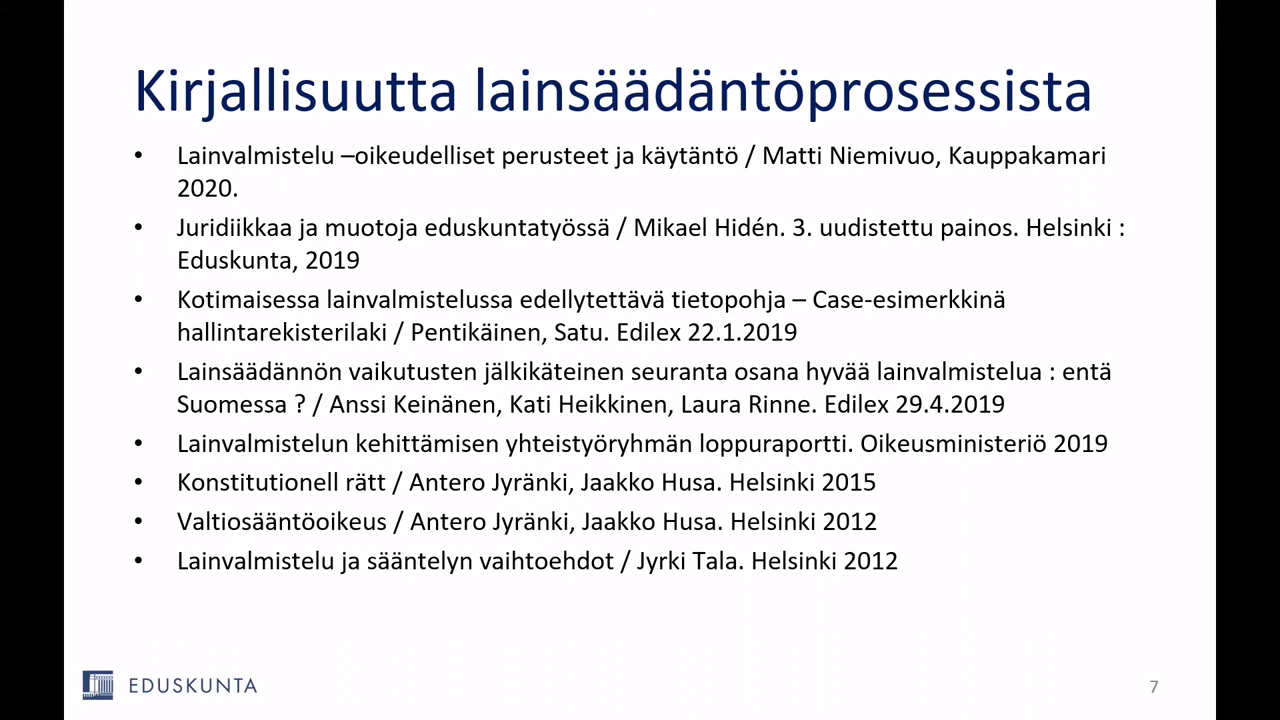 Kirjallisuutta lainsäädäntöprosessista
• Lainvalmistelu –oikeudelliset perusteet ja käytäntö / Matti Niemivuo, Kauppakamari
2020.
• Juridiikkaa ja muotoja eduskuntatyössä / Mikael Hidén. 3. uudistettu painos. Helsinki :
Eduskunta, 2019
• Kotimaisessa lainvalmistelussa edellytettävä tietopohja – Case-esimerkkinä
hallintarekisterilaki / Pentikäinen, Satu. Edilex 22.1.2019
• Lainsäädännön vaikutusten jälkikäteinen seuranta osana hyvää lainvalmistelua : entä
Suomessa ? / Anssi Keinänen, Kati Heikkinen, Laura Rinne. Edilex 29.4.2019
• Lainvalmistelun kehittämisen yhteistyöryhmän loppuraportti. Oikeusministeriö 2019
• Konstitutionell rätt / Antero Jyränki, Jaakko Husa. Helsinki 2015
• Valtiosääntöoikeus / Antero Jyränki, Jaakko Husa. Helsinki 2012
• Lainvalmistelu ja sääntelyn vaihtoehdot / Jyrki Tala. Helsinki 2012
EDUSKUNTA
7